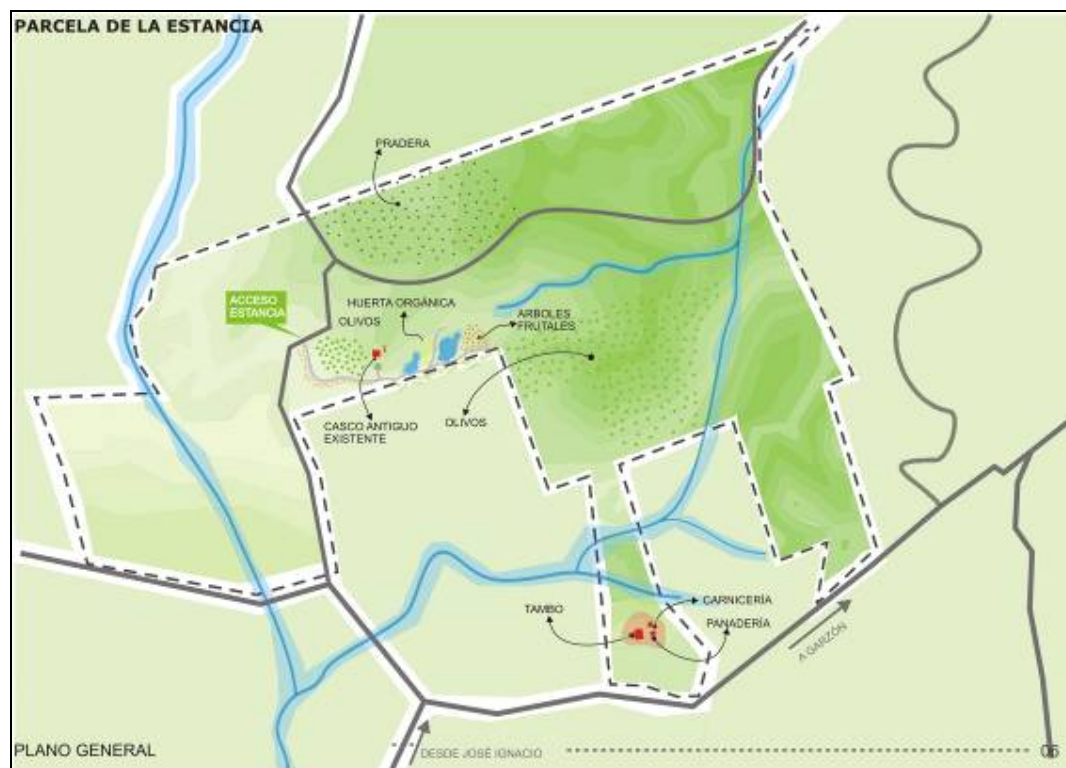 PARCELA DE LA ESTANCIA
PRADERA
ACCESO
ESTANCIA
HUERTA ORGÁNICA
OLIVOS
ARBOLES
FRUTALES
CASCO ANTIGUO
EXISTENTE
OLIVOS
TAMBO
CARNICERÍA
PANADERÍA
A GARZÓN
PLANO GENERAL
DESDE JOSÉ IGNACIO